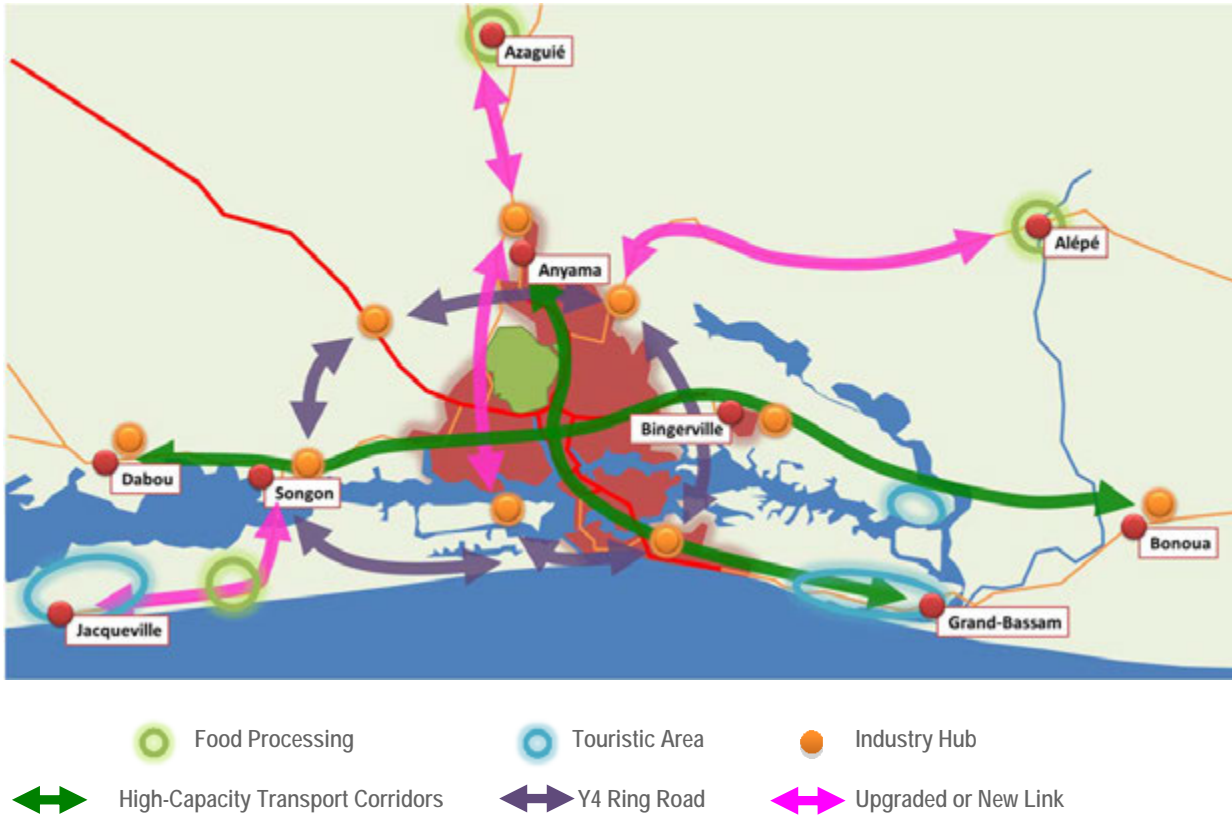 Azaguié
Alépé
Anyama
Bingerville
Dabou
Songon
Bonoua
Jacqueville
Grand-Bassam
Food Processing
Touristic Area
Industry Hub
High-Capacity Transport Corridors
Y4 Ring Road
Upgraded or New Link